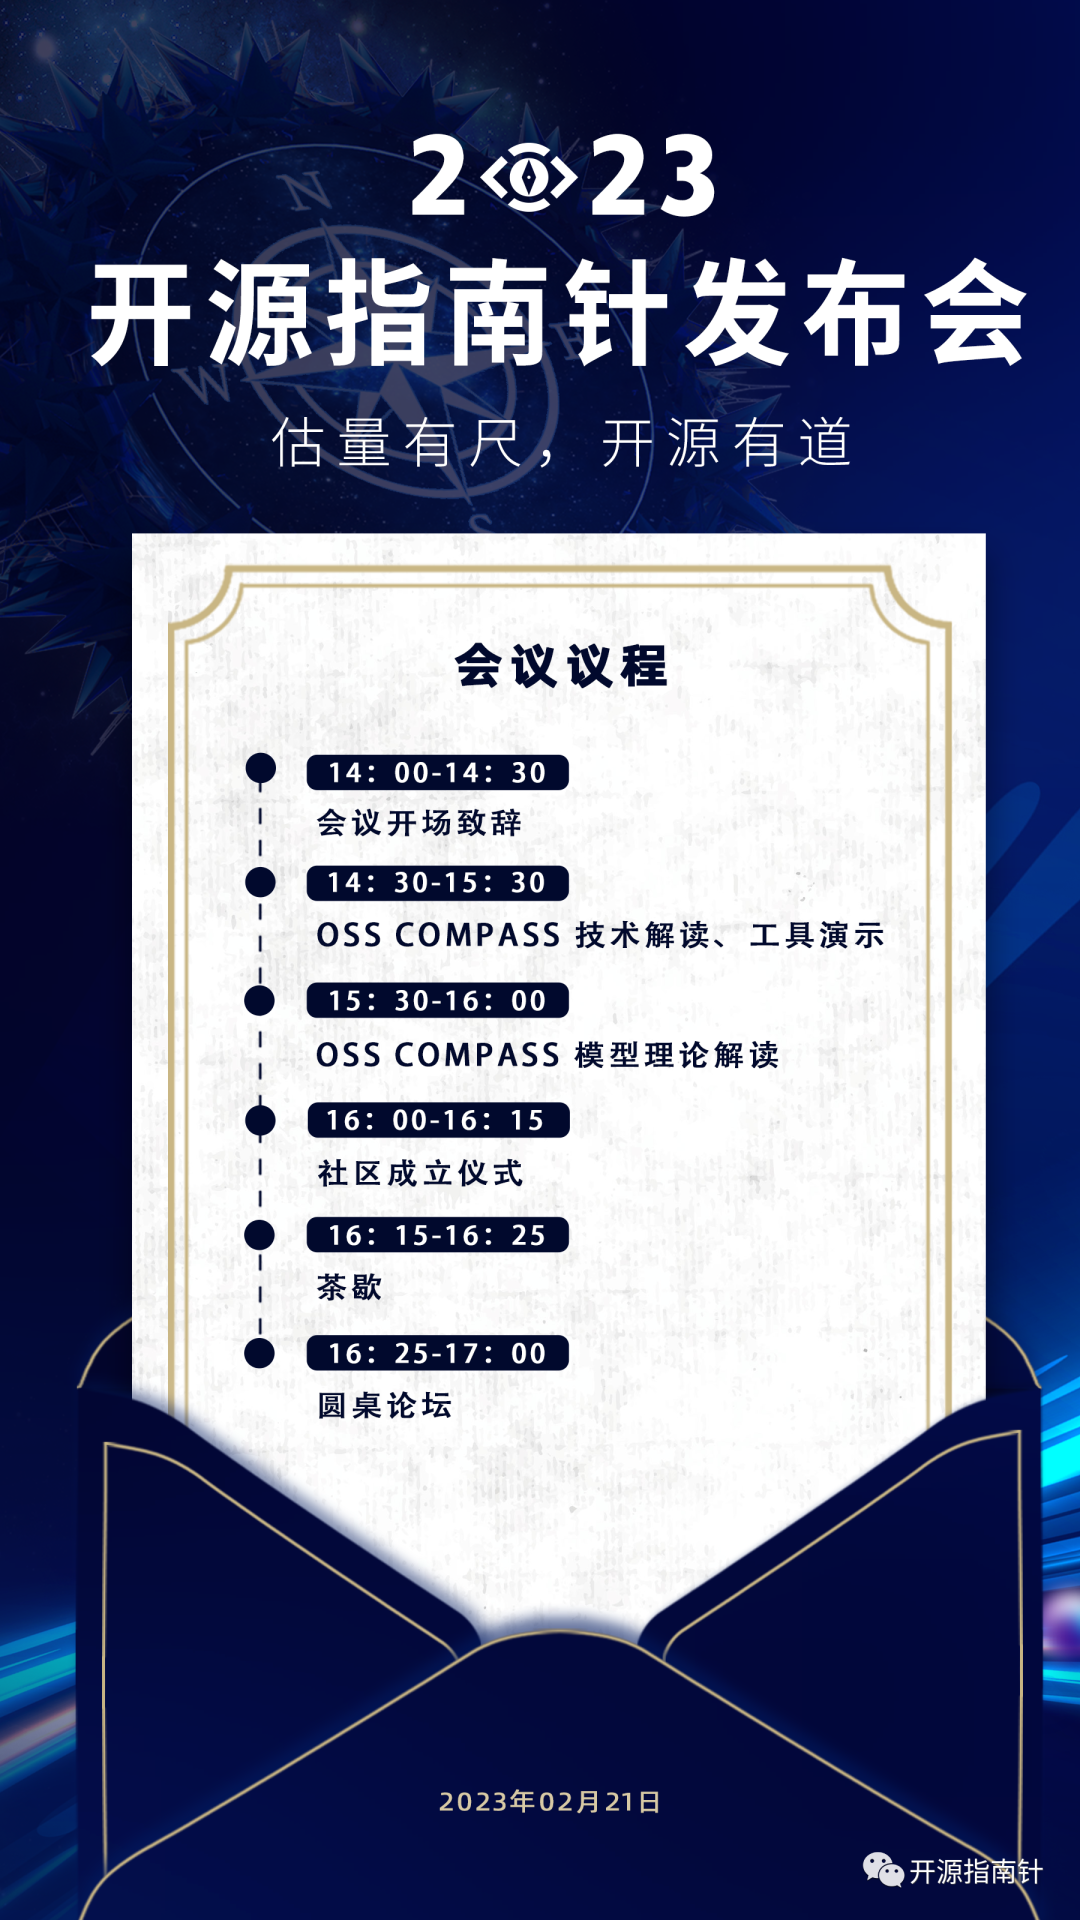 2023
开源指南针发布会
估量有尺，开源有道
N
W
E
S
会议议程
14：00-14：30
会议开场致辞
14：30-15：30
OSS COMPASS 技术解读、工具演示
15：30-16：00
OSS COMPASS 模型理论解读
16：00-16：15
社区成立仪式
16：15-16：25
茶歇
16：25-17：00
圆桌论坛
2023年02月21日
开源指南针